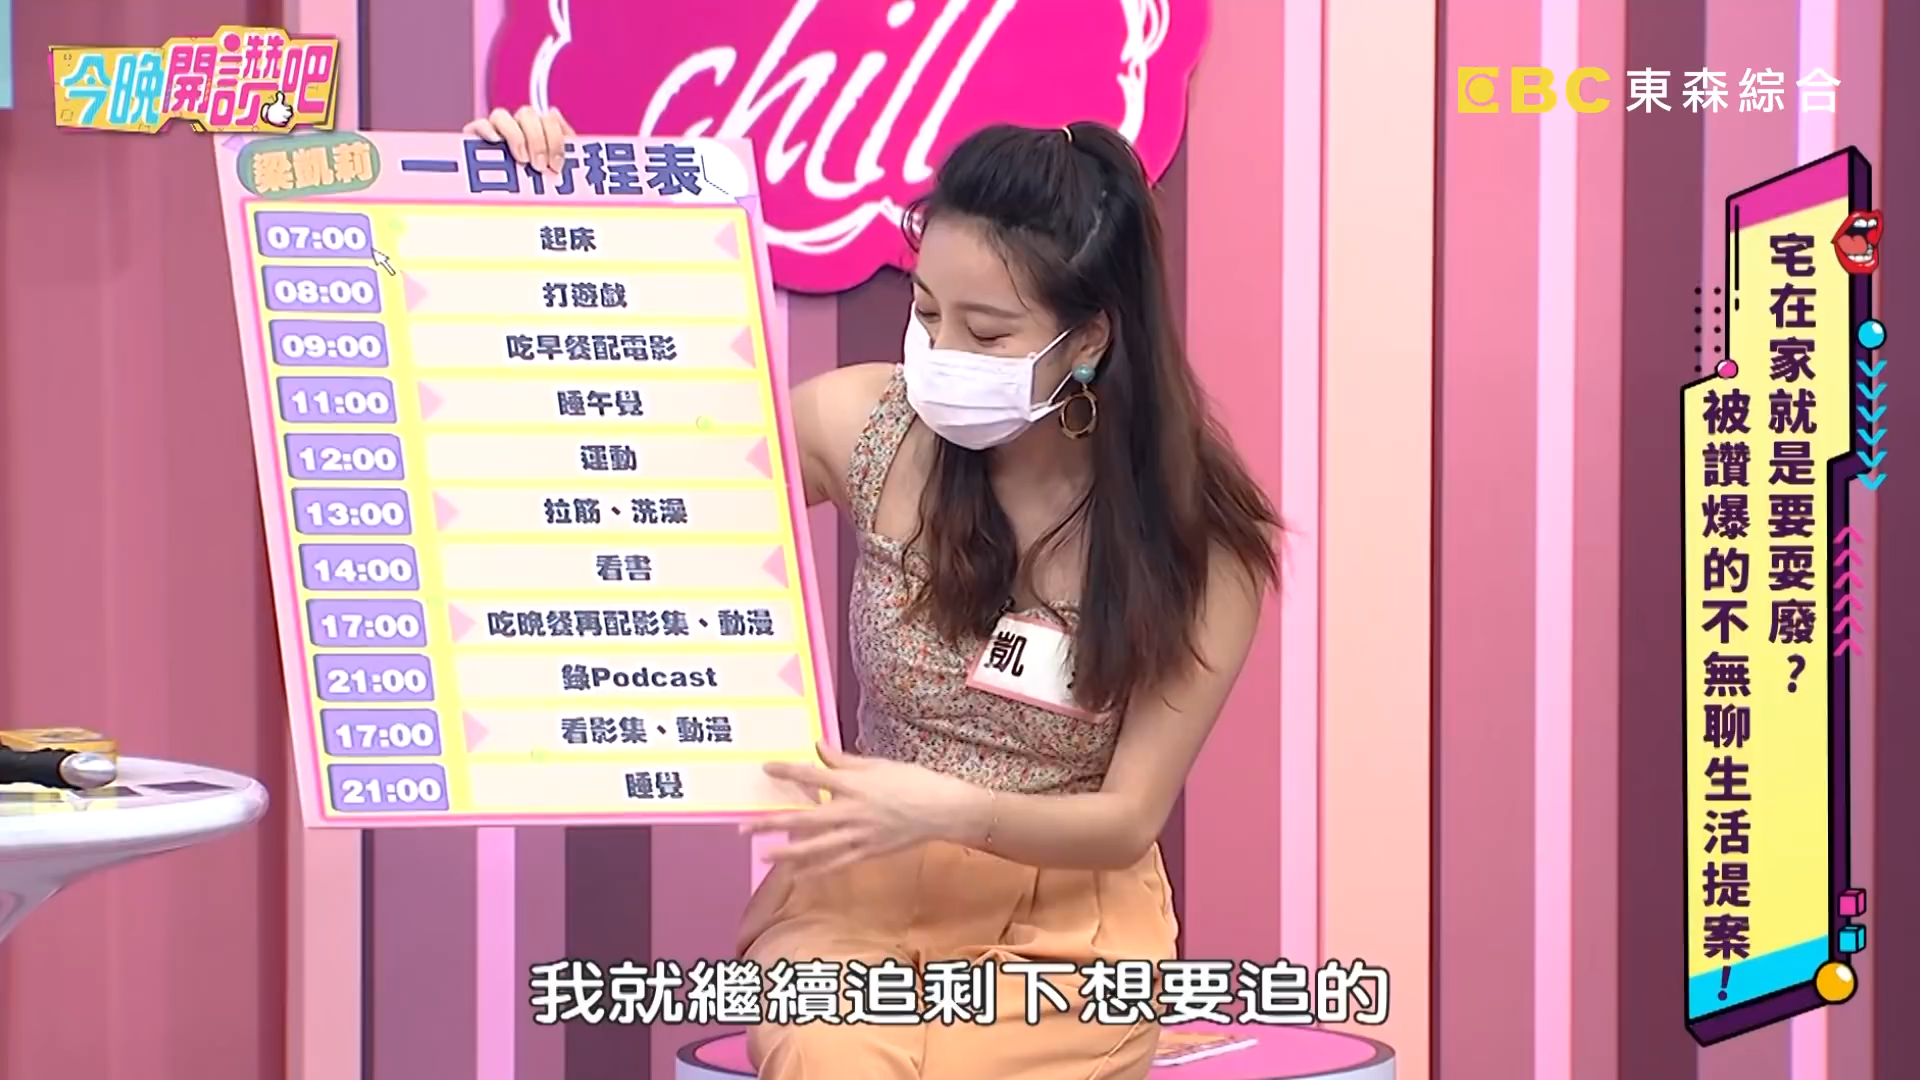 今晚開讚吧
chill
EBC 東森綜合
梁凱莉 一日行程表
07:00 起床
08:00 打遊戲
09:00 吃早餐配電影
11:00 睡午覺
12:00 運動
13:00 拉筋、洗澡
14:00 看書
17:00 吃晚餐再配影集、動漫
21:00 錄Podcast
17:00 看影集、動漫
21:00 睡覺
凱
宅在家就是要耍廢?
被讚爆的不無聊生活提案!
我就繼續追剩下想要追的